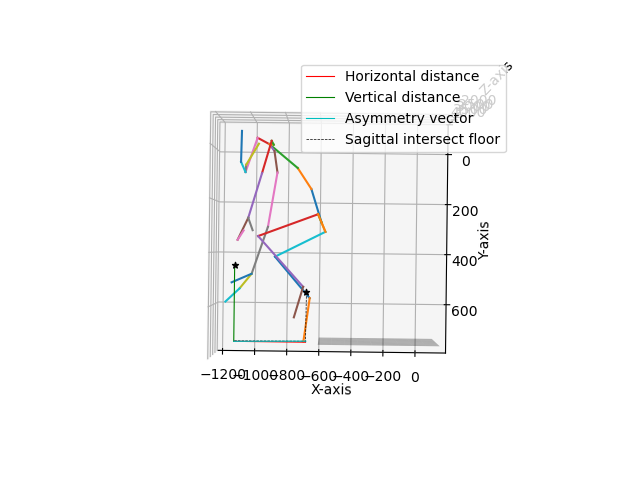 Z-axis
Horizontal distance
Vertical distance
Asymmetry vector
Sagittal intersect floor
0
200
400
600
Y-axis
−1200 −1000 −800 −600 −400 −200 0
X-axis